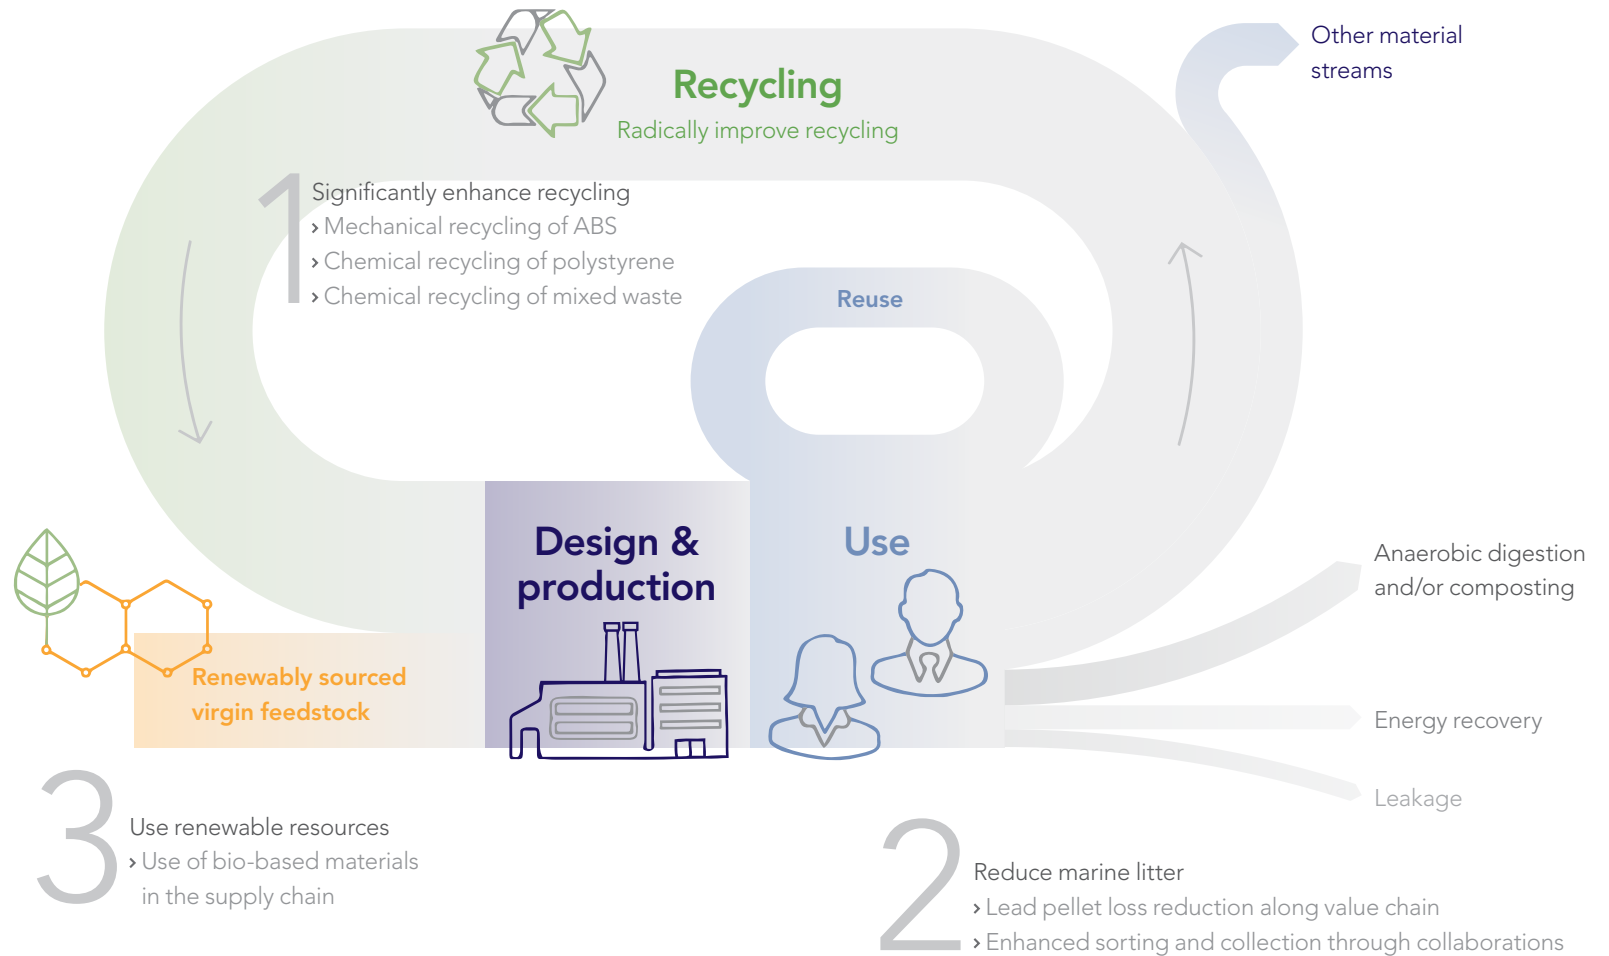 Other material
streams
Recycling
Radically improve recycling
1
Significantly enhance recycling
› Mechanical recycling of ABS
› Chemical recycling of polystyrene
› Chemical recycling of mixed waste
Reuse
Design &
production
Use
Anaerobic digestion
and/or composting
Renewably sourced
virgin feedstock
Energy recovery
Leakage
3
Use renewable resources
› Use of bio-based materials
in the supply chain
2
Reduce marine litter
› Lead pellet loss reduction along value chain
› Enhanced sorting and collection through collaborations